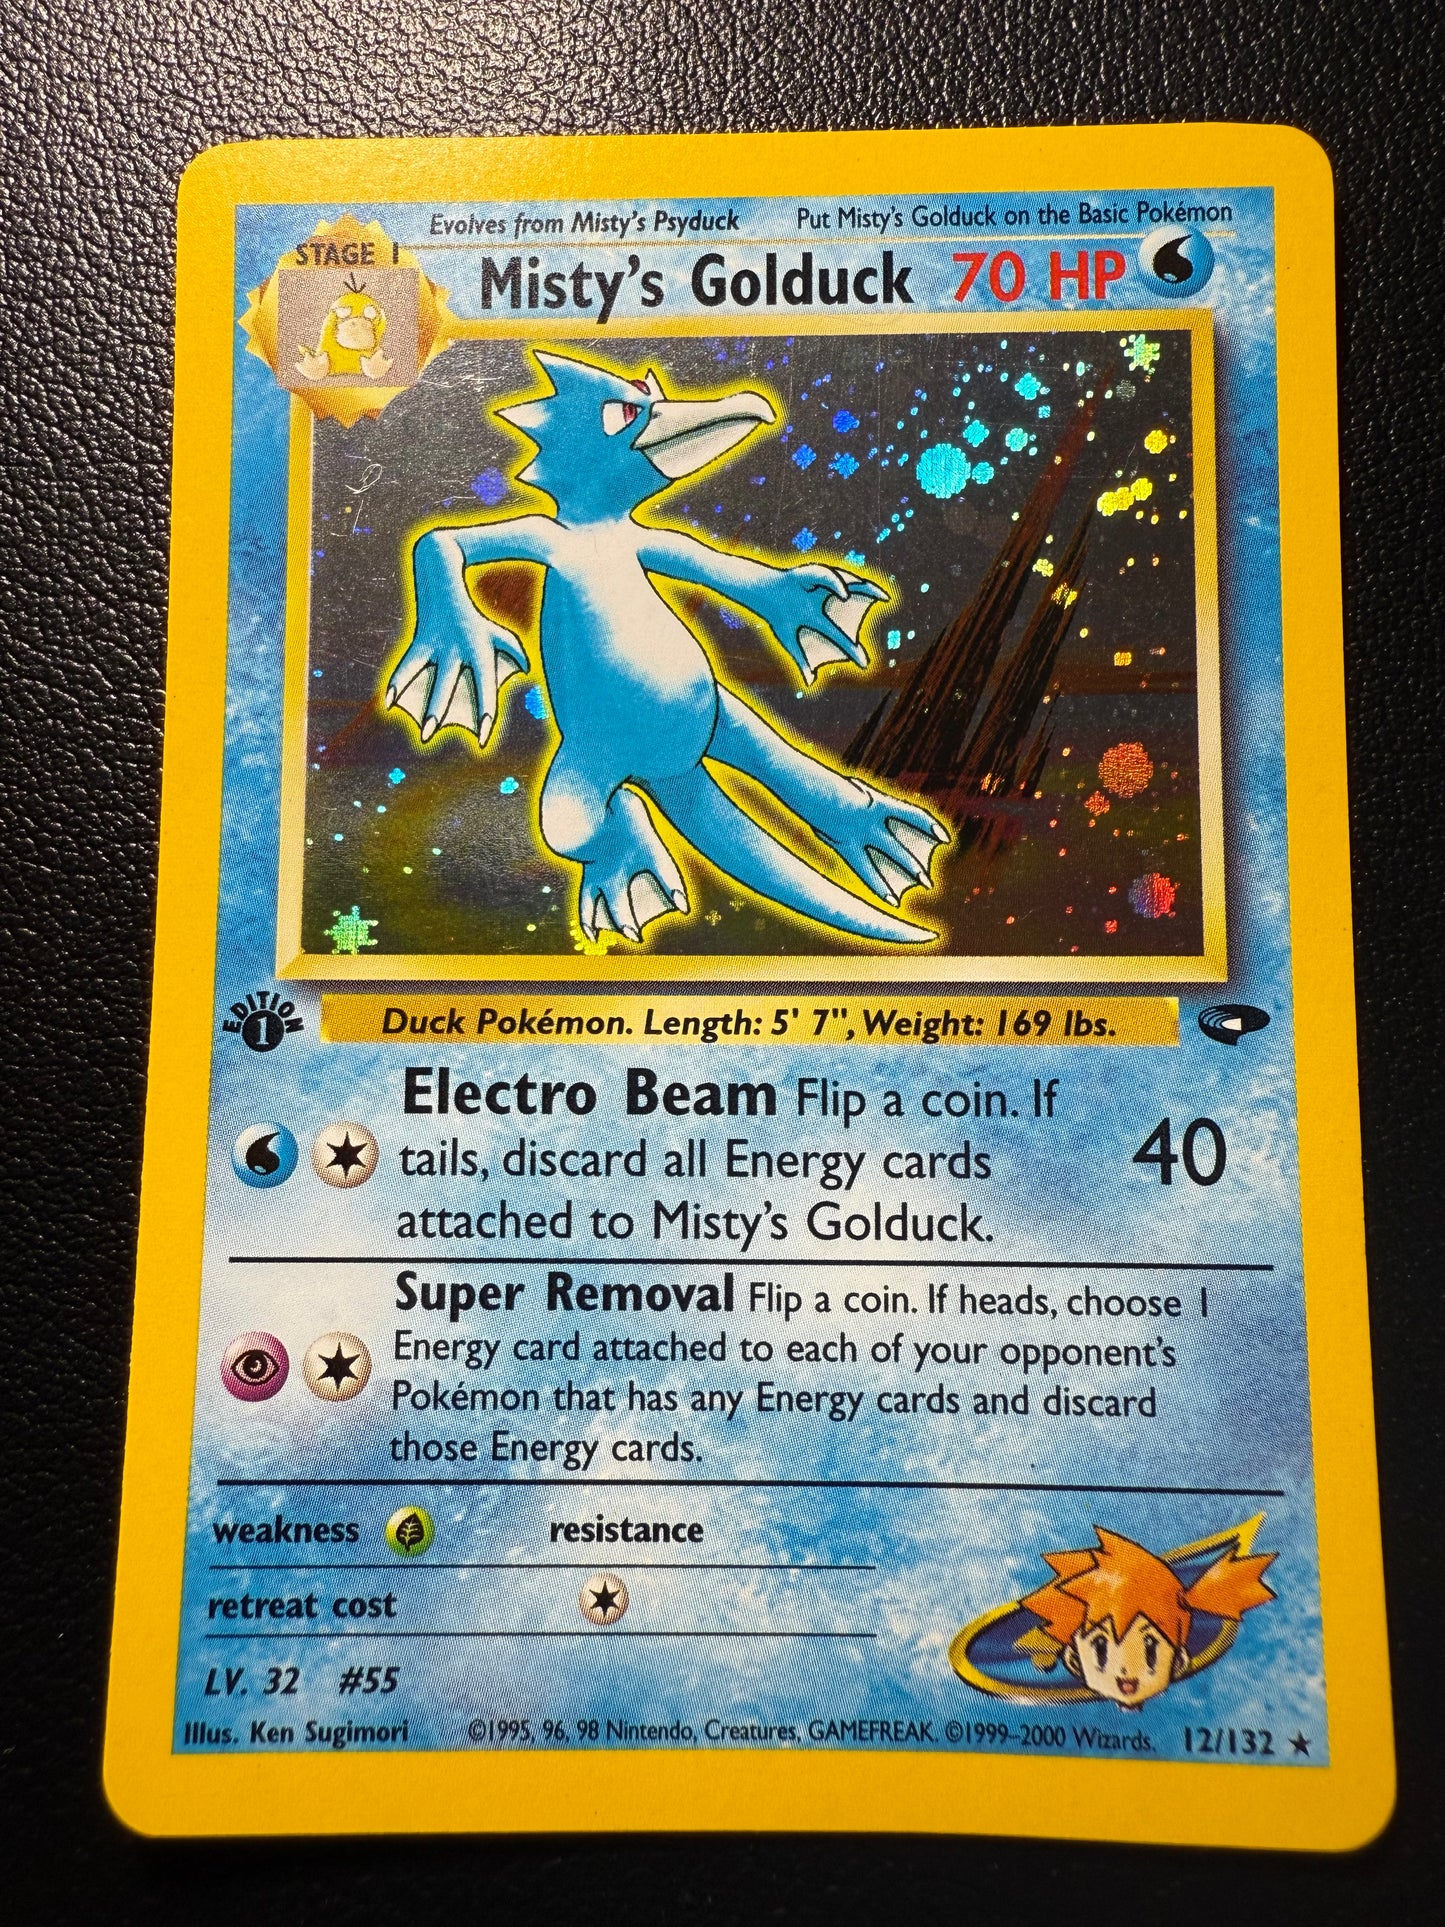 Evolves from Misty's Psyduck Put Misty's Golduck on the Basic Pokémon
STAGE 1
Misty's Golduck 70 HP
EDITION
1
Duck Pokémon. Length: 5' 7", Weight: 169 lbs.
Electro Beam Flip a coin. If
tails, discard all Energy cards
attached to Misty's Golduck.
40
Super Removal Flip a coin. If heads, choose 1
Energy card attached to each of your opponent's
Pokémon that has any Energy cards and discard
those Energy cards.
weakness resistance
retreat cost
LV. 32 #55
Illus. Ken Sugimori ©1995, 96, 98 Nintendo, Creatures, GAMEFREAK. ©1999–2000 Wizards. 12/132 ★